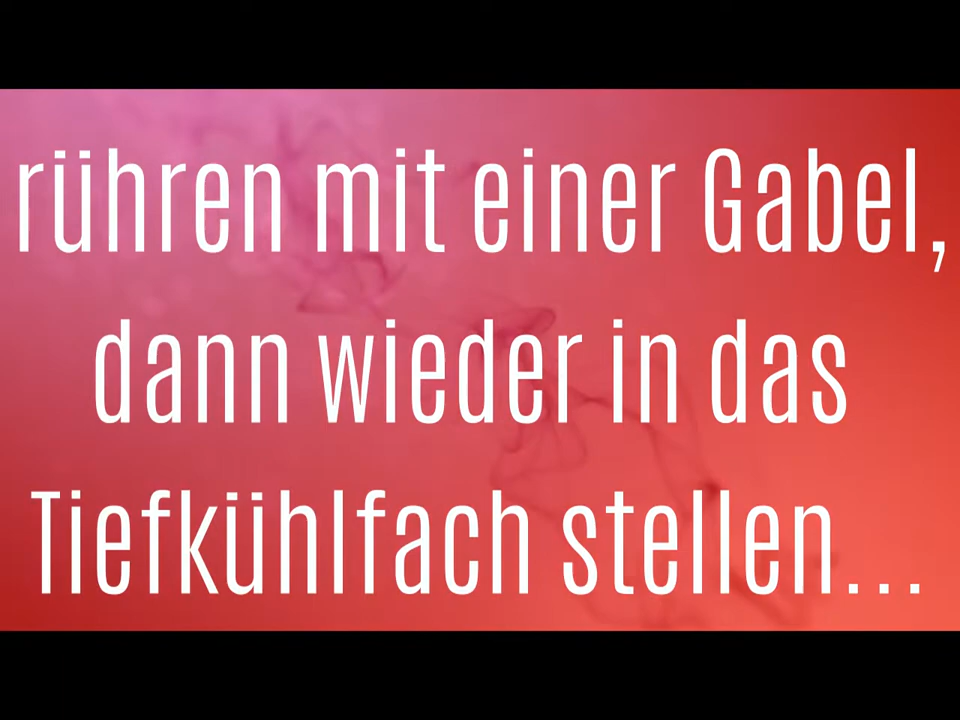 rühren mit einer Gabel,
dann wieder in das
Tiefkühlfach stellen...